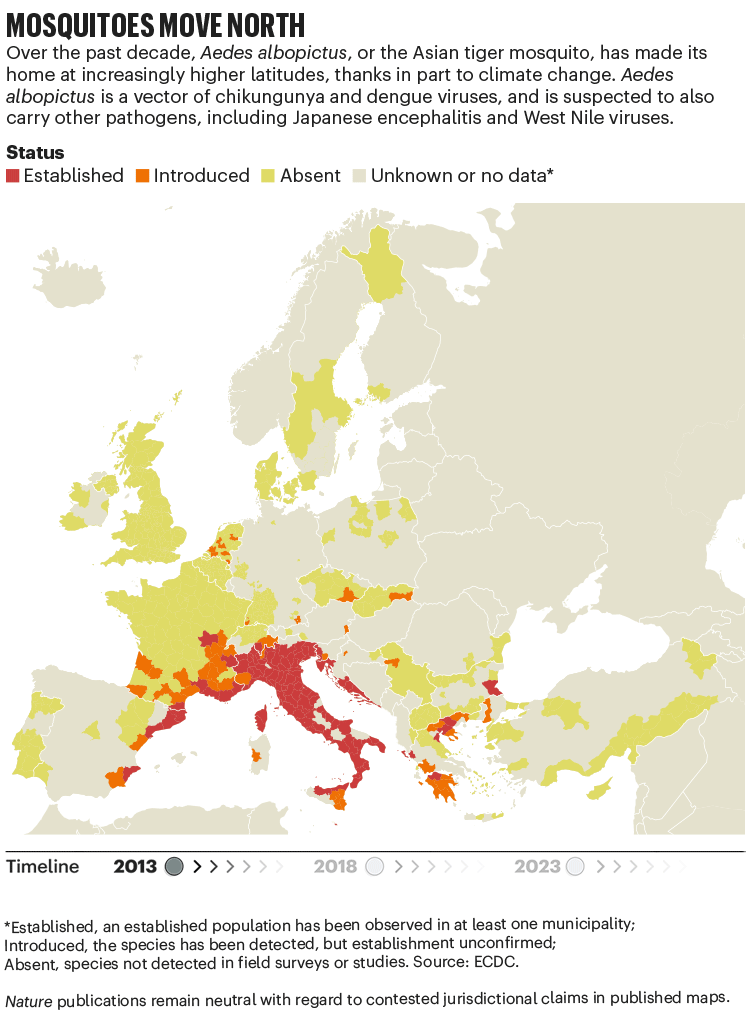 MOSQUITOES MOVE NORTH
Over the past decade, Aedes albopictus, or the Asian tiger mosquito, has made its
home at increasingly higher latitudes, thanks in part to climate change. Aedes
albopictus is a vector of chikungunya and dengue viruses, and is suspected to also
carry other pathogens, including Japanese encephalitis and West Nile viruses.
Status
Established Introduced Absent Unknown or no data*
Timeline 2013 2018 2023
*Established, an established population has been observed in at least one municipality;
Introduced, the species has been detected, but establishment unconfirmed;
Absent, species not detected in field surveys or studies. Source: ECDC.
Nature publications remain neutral with regard to contested jurisdictional claims in published maps.